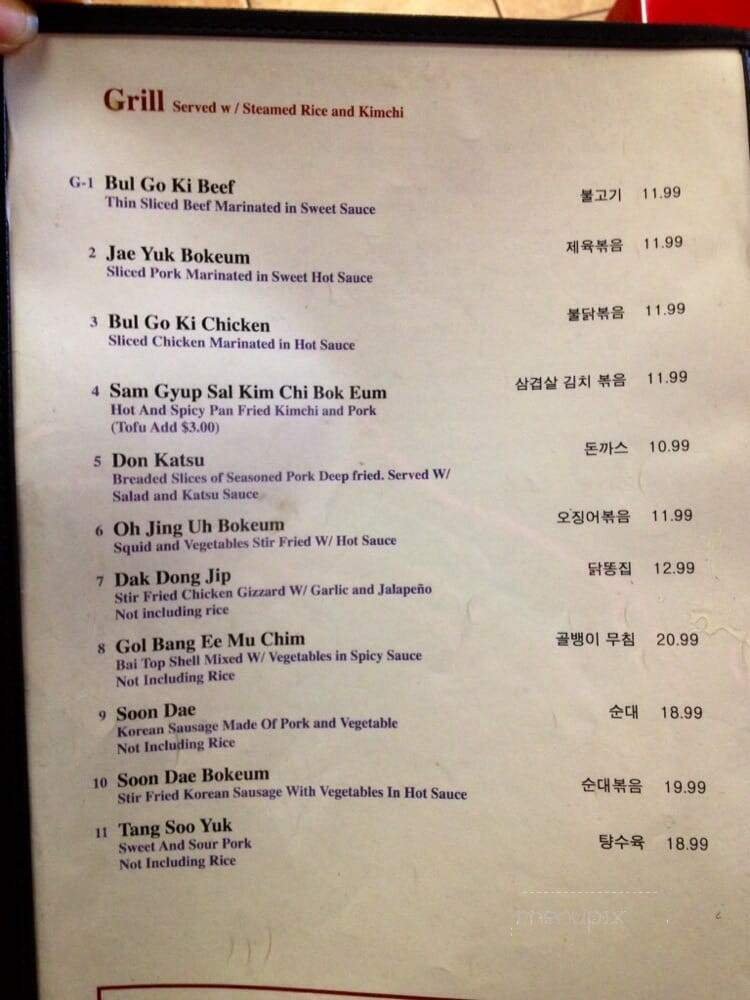 Grill Served w / Steamed Rice and Kimchi
G-1 Bul Go Ki Beef 불고기 11.99
Thin Sliced Beef Marinated in Sweet Sauce
2 Jae Yuk Bokeum 제육볶음 11.99
Sliced Pork Marinated in Sweet Hot Sauce
3 Bul Go Ki Chicken 불닭볶음 11.99
Sliced Chicken Marinated in Hot Sauce
4 Sam Gyup Sal Kim Chi Bok Eum 삼겹살 김치 볶음 11.99
Hot And Spicy Pan Fried Kimchi and Pork
(Tofu Add $3.00)
5 Don Katsu 돈까스 10.99
Breaded Slices of Seasoned Pork Deep fried. Served W/
Salad and Katsu Sauce
6 Oh Jing Uh Bokeum 오징어볶음 11.99
Squid and Vegetables Stir Fried W/ Hot Sauce
7 Dak Dong Jip 닭똥집 12.99
Stir Fried Chicken Gizzard W/ Garlic and Jalapeño
Not including rice
8 Gol Bang Ee Mu Chim 골뱅이 무침 20.99
Bai Top Shell Mixed W/ Vegetables in Spicy Sauce
Not Including Rice
9 Soon Dae 순대 18.99
Korean Sausage Made Of Pork and Vegetable
Not Including Rice
10 Soon Dae Bokeum 순대볶음 19.99
Stir Fried Korean Sausage With Vegetables In Hot Sauce
11 Tang Soo Yuk 턍수육 18.99
Sweet And Sour Pork
Not Including Rice
menupix